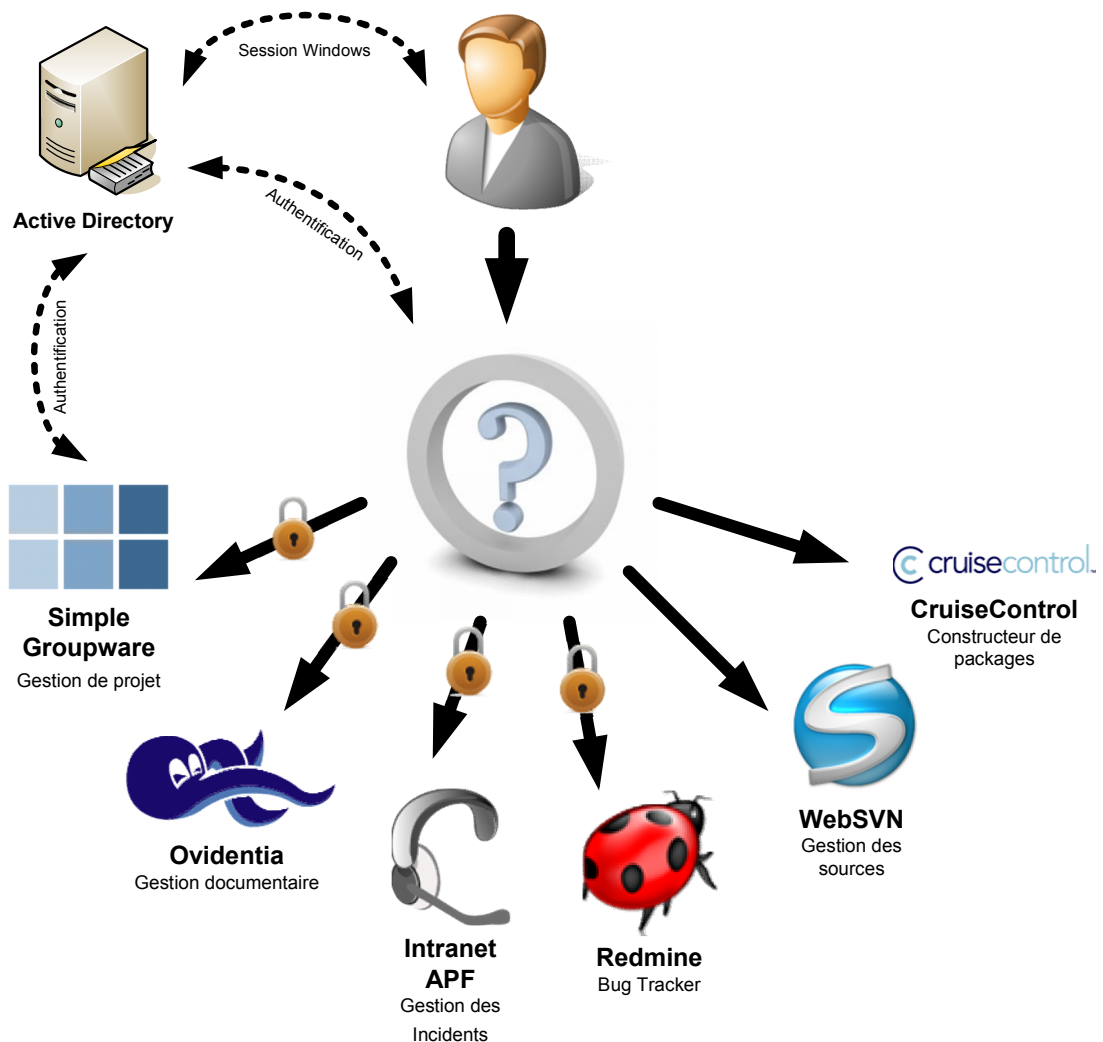 Session Windows
Active Directory
Authentification
Authentification
Simple
Groupware
Gestion de projet
cruisecontrol
CruiseControl
Constructeur de
packages
WebSVN
Gestion des
sources
Ovidentia
Gestion documentaire
Intranet
APF
Gestion des
Incidents
Redmine
Bug Tracker
?